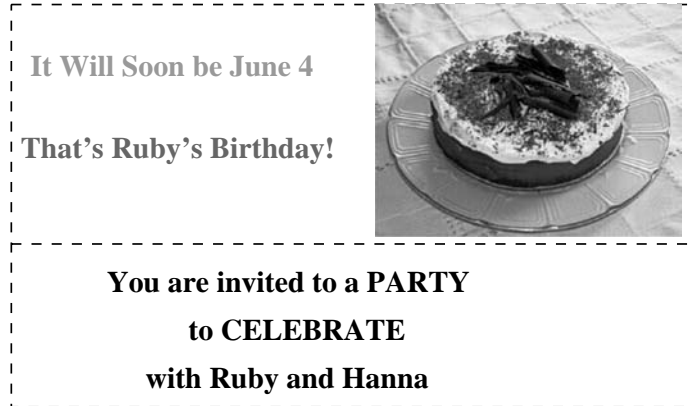 It Will Soon be June 4
That’s Ruby’s Birthday!
You are invited to a PARTY
to CELEBRATE
with Ruby and Hanna